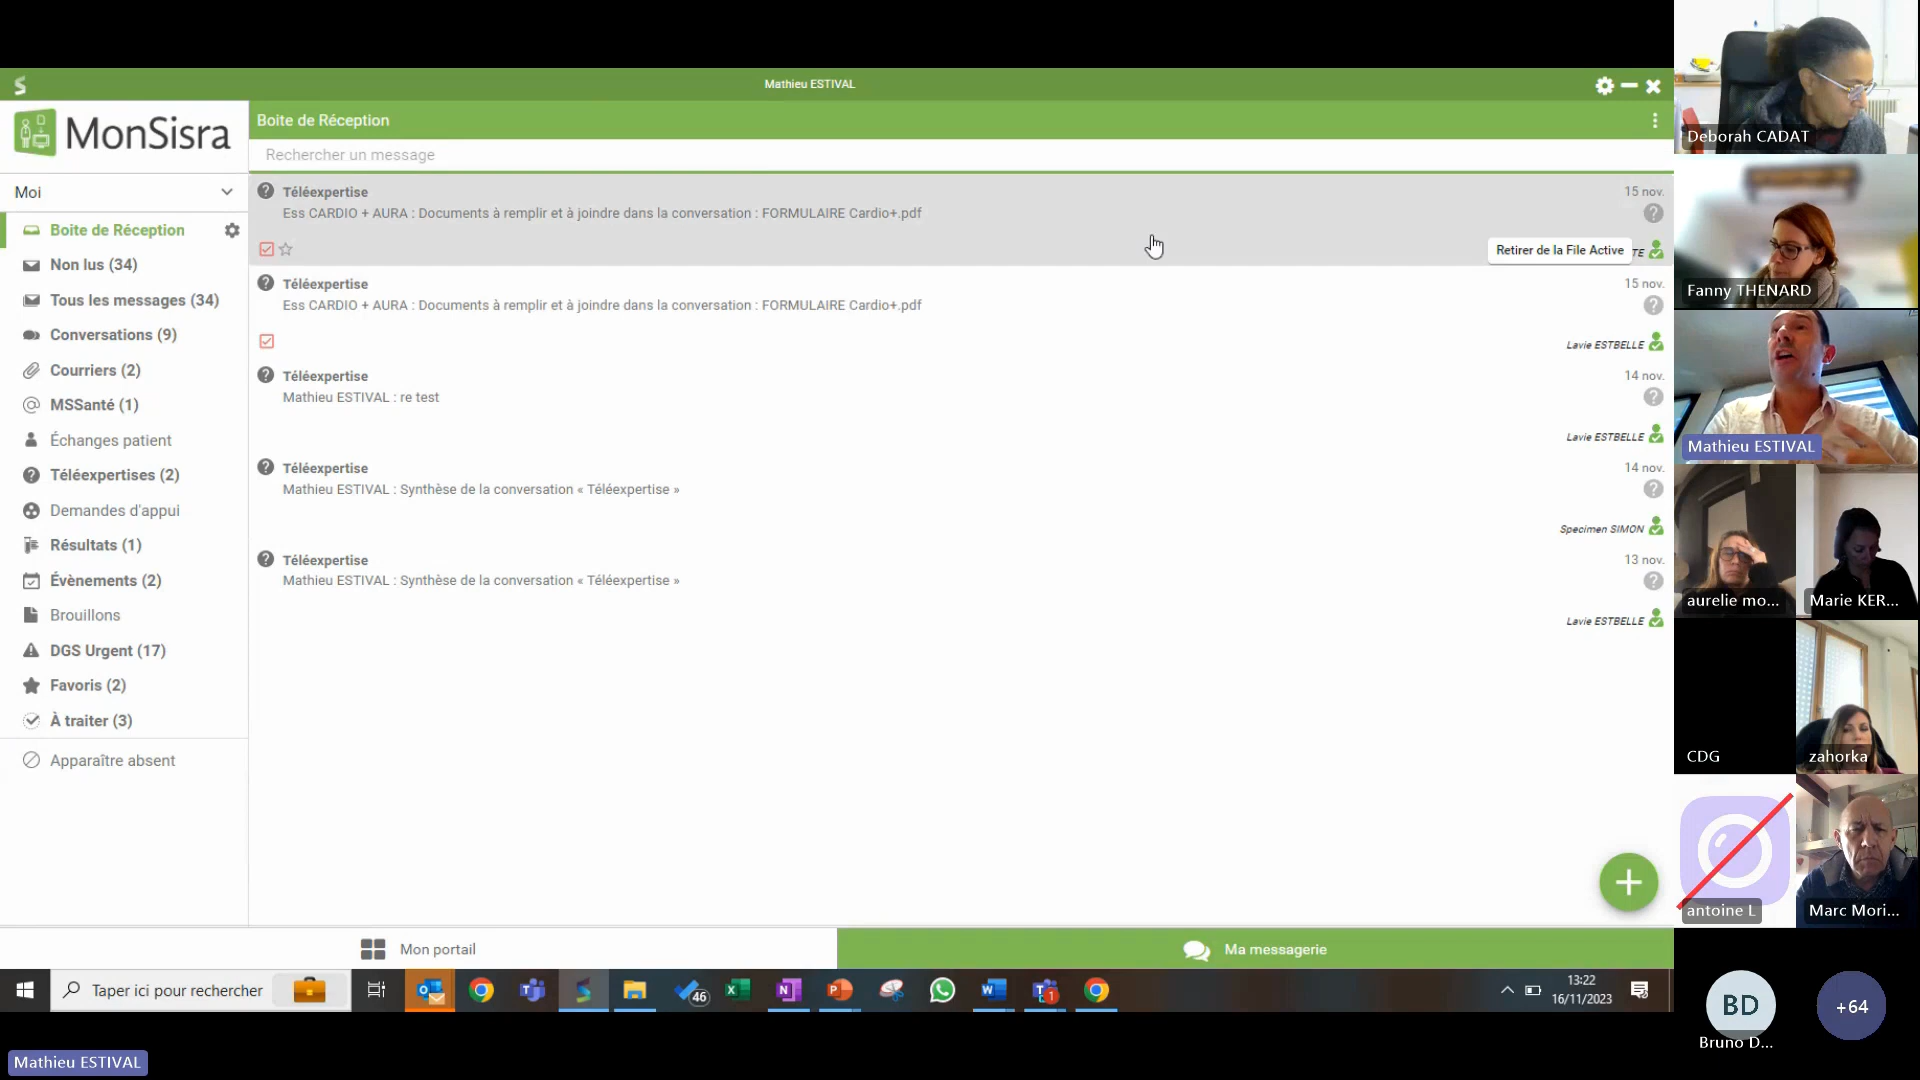 Mathieu ESTIVAL
MonSisra
Moi
Boite de Réception
Non lus (34)
Tous les messages (34)
Conversations (9)
Courriers (2)
MSSanté (1)
Échanges patient
Téléexpertises (2)
Demandes d'appui
Résultats (1)
Évènements (2)
Brouillons
DGS Urgent (17)
Favoris (2)
À traiter (3)
Apparaître absent
Boite de Réception
Rechercher un message
Téléexpertise
15 nov.
Ess CARDIO + AURA : Documents à remplir et à joindre dans la conversation : FORMULAIRE Cardio+.pdf
Retirer de la File Active
TE
Téléexpertise
15 nov.
Ess CARDIO + AURA : Documents à remplir et à joindre dans la conversation : FORMULAIRE Cardio+.pdf
Lavie ESTBELLE
Téléexpertise
14 nov.
Mathieu ESTIVAL : re test
Lavie ESTBELLE
Téléexpertise
14 nov.
Mathieu ESTIVAL : Synthèse de la conversation « Téléexpertise »
Specimen SIMON
Téléexpertise
13 nov.
Mathieu ESTIVAL : Synthèse de la conversation « Téléexpertise »
Lavie ESTBELLE
Mon portail
Ma messagerie
Taper ici pour rechercher
46
1
13:22
16/11/2023
Mathieu ESTIVAL
Deborah CADAT
Fanny THENARD
Mathieu ESTIVAL
aurelie mo...
Marie KER...
CDG
zahorka
antoine L
Marc Mori...
BD
Bruno D...
+64